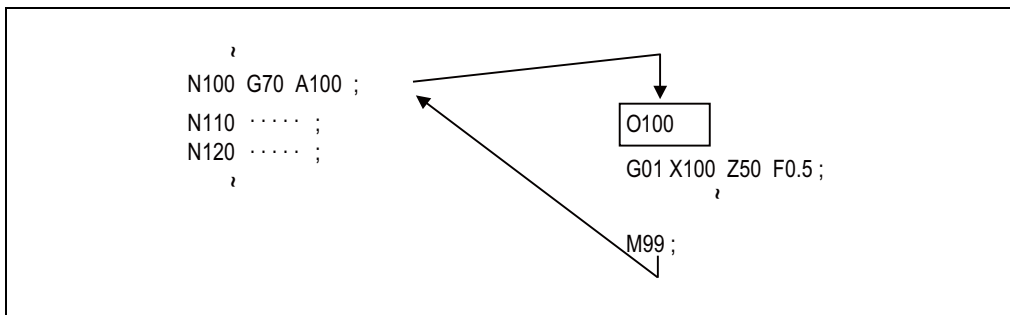 ~
N100 G70 A100 ;
N110 ····· ;
N120 ····· ;
~
O100
G01 X100 Z50 F0.5 ;
~
M99 ;